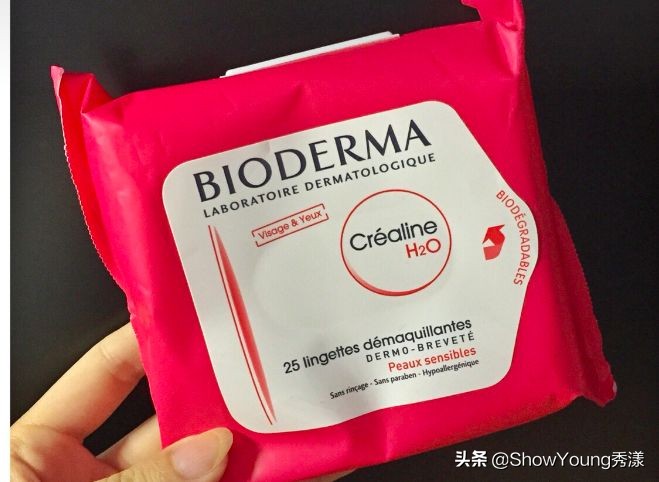 BIODERMA
LABORATOIRE DERMATOLOGIQUE
Visage & Yeux
Créaline
H2O
BIODÉGRADABLES
25 lingettes démaquillantes
DERMO-BREVETÉ
Peaux sensibles
Sans rinçage - Sans paraben - Hypoallergénique
头条 @ShowYoung秀漾